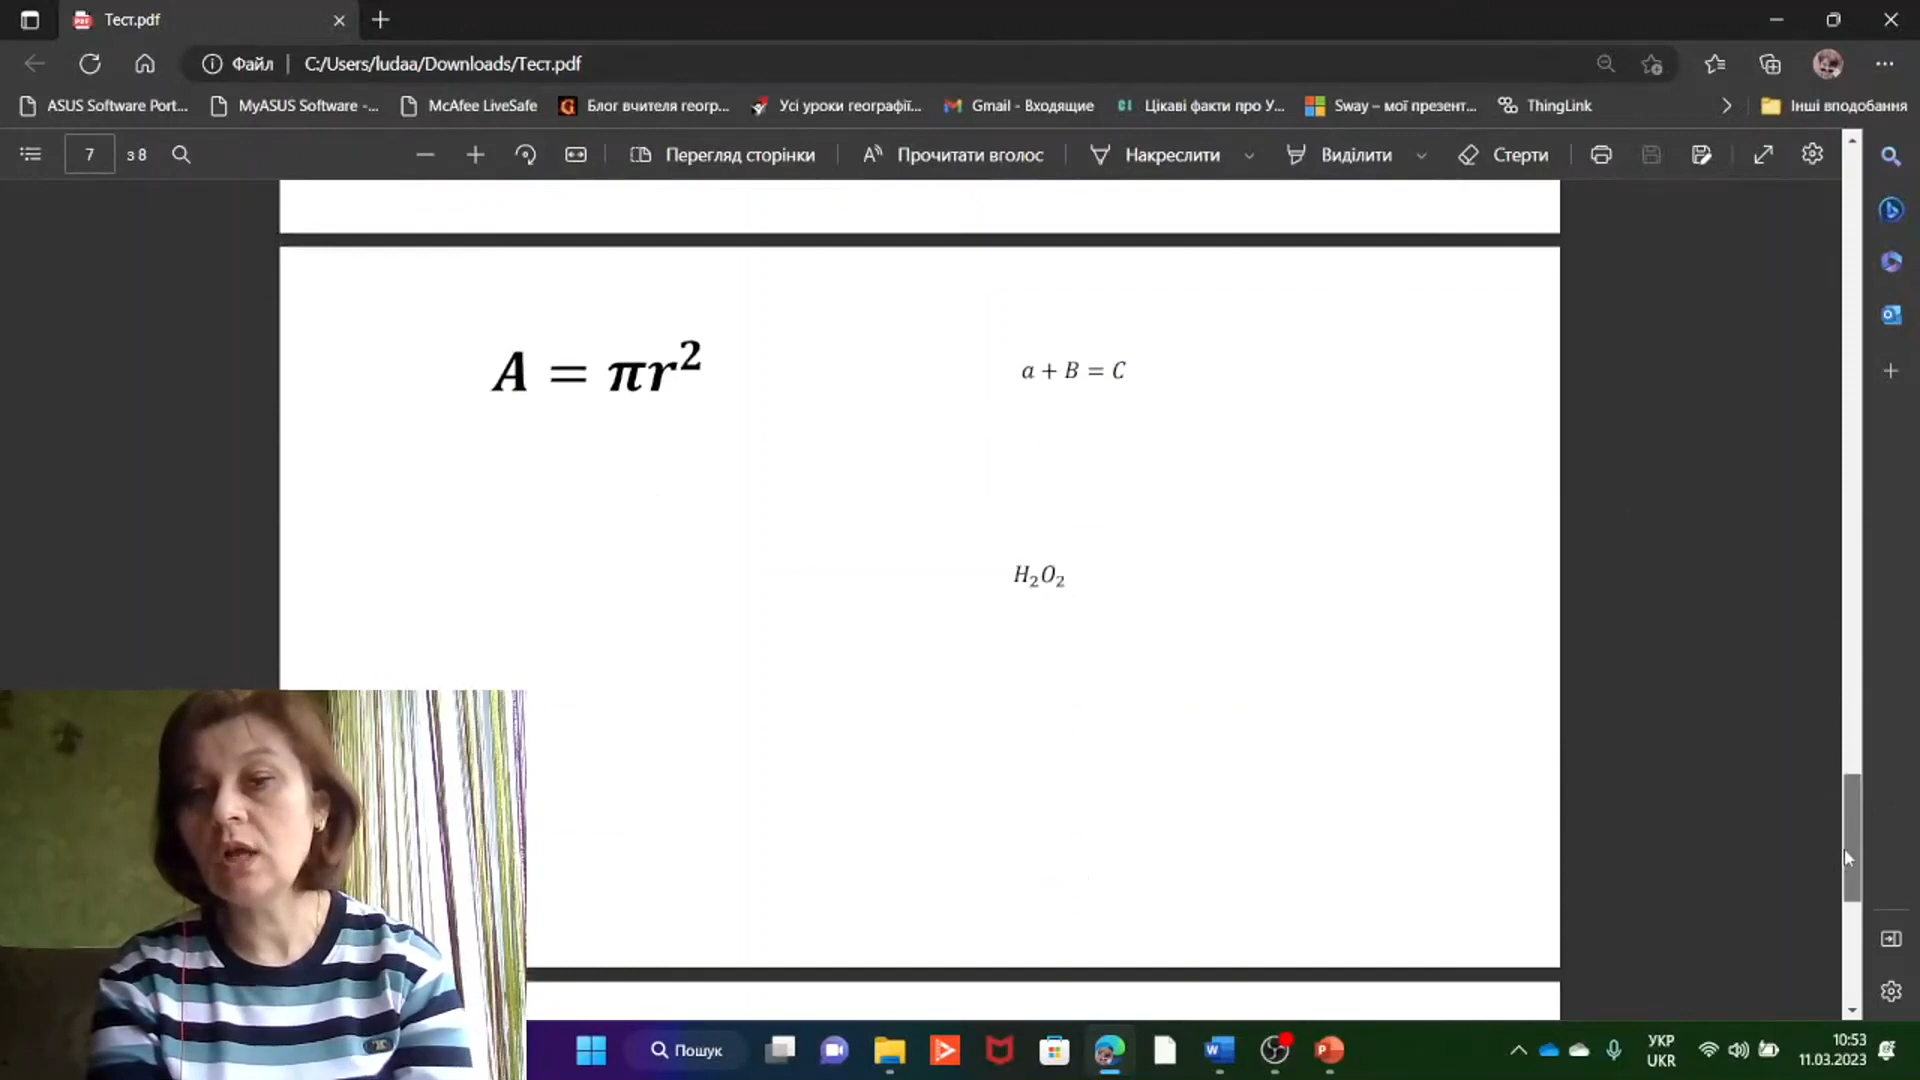 Тест.pdf
Файл
C:/Users/ludaa/Downloads/Тест.pdf
ASUS Software Port...
MyASUS Software -...
McAfee LiveSafe
Блог вчителя геогр...
Усі уроки географії...
Gmail - Входящие
Цікаві факти про У...
Sway – мої презент...
ThingLink
Інші вподобання
7 з 8
Перегляд сторінки
Прочитати вголос
Накреслити
Виділити
Стерти
A = πr²
a + B = C
H₂O₂
Пошук
УКР
UKR
10:53
11.03.2023